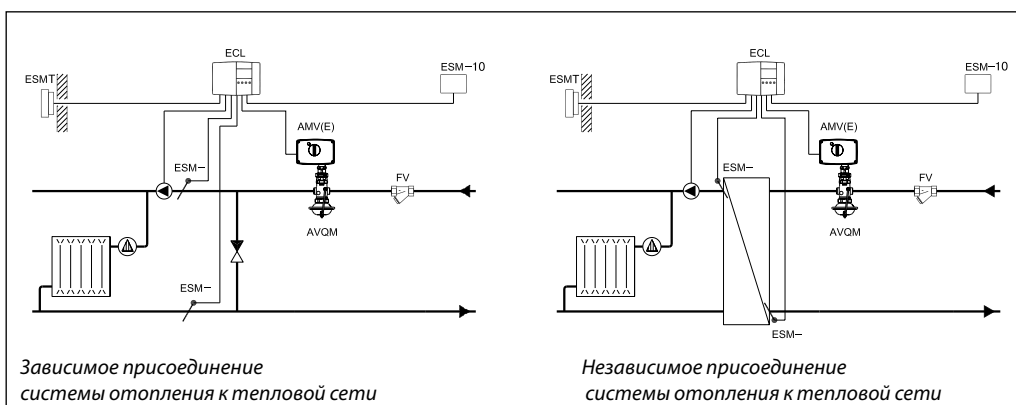 ECL
ESMT
ESM-10
AMV(E)
ESM-
FV
AVQM
ESM-
Зависимое присоединение
системы отопления к тепловой сети
ECL
ESMT
ESM-10
AMV(E)
ESM-
FV
AVQM
ESM-
Независимое присоединение
системы отопления к тепловой сети